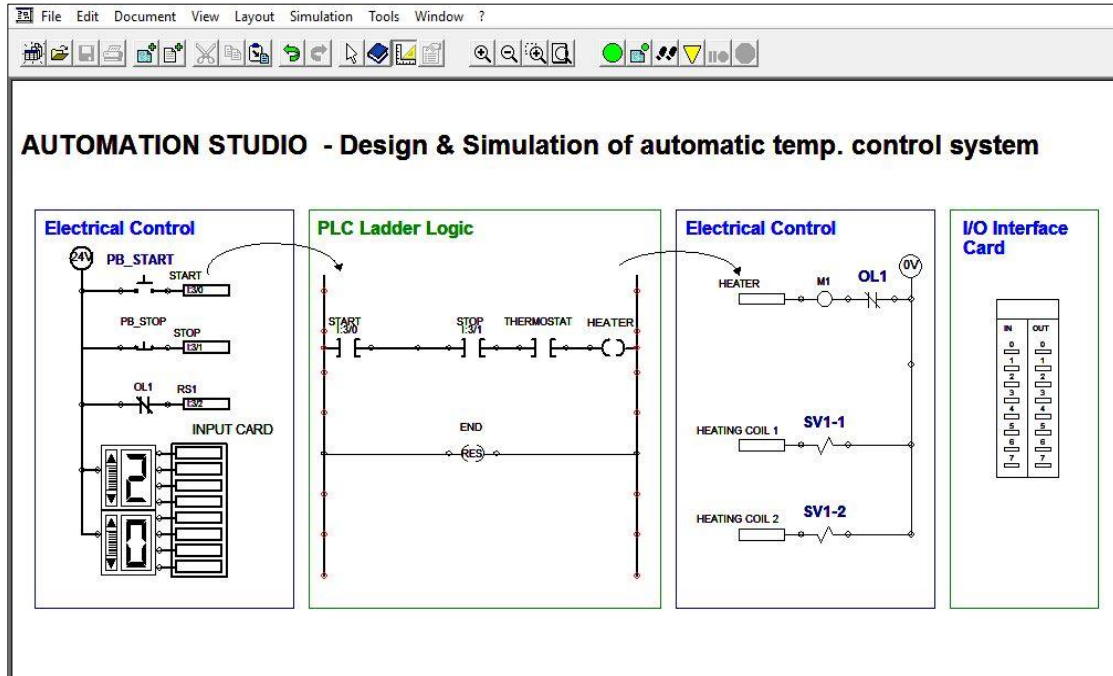 File Edit Document View Layout Simulation Tools Window ?
AUTOMATION STUDIO - Design & Simulation of automatic temp. control system
Electrical Control
24V
PB_START
START
I:3/0
PB_STOP
STOP
I:3/1
OL1
RS1
I:3/2
INPUT CARD
2
0
PLC Ladder Logic
START
I:3/0
STOP
I:3/1
THERMOSTAT
HEATER
END
RES
Electrical Control
0V
HEATER
M1
OL1
HEATING COIL 1
SV1-1
HEATING COIL 2
SV1-2
I/O Interface
Card
IN OUT
0 0
1 1
2 2
3 3
4 4
5 5
6 6
7 7